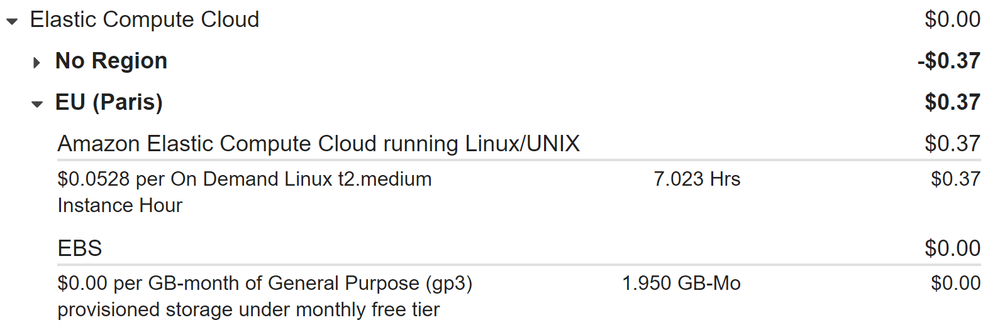 Elastic Compute Cloud $0.00
No Region -$0.37
EU (Paris) $0.37
Amazon Elastic Compute Cloud running Linux/UNIX $0.37
$0.0528 per On Demand Linux t2.medium 7.023 Hrs $0.37
Instance Hour
EBS $0.00
$0.00 per GB-month of General Purpose (gp3) 1.950 GB-Mo $0.00
provisioned storage under monthly free tier